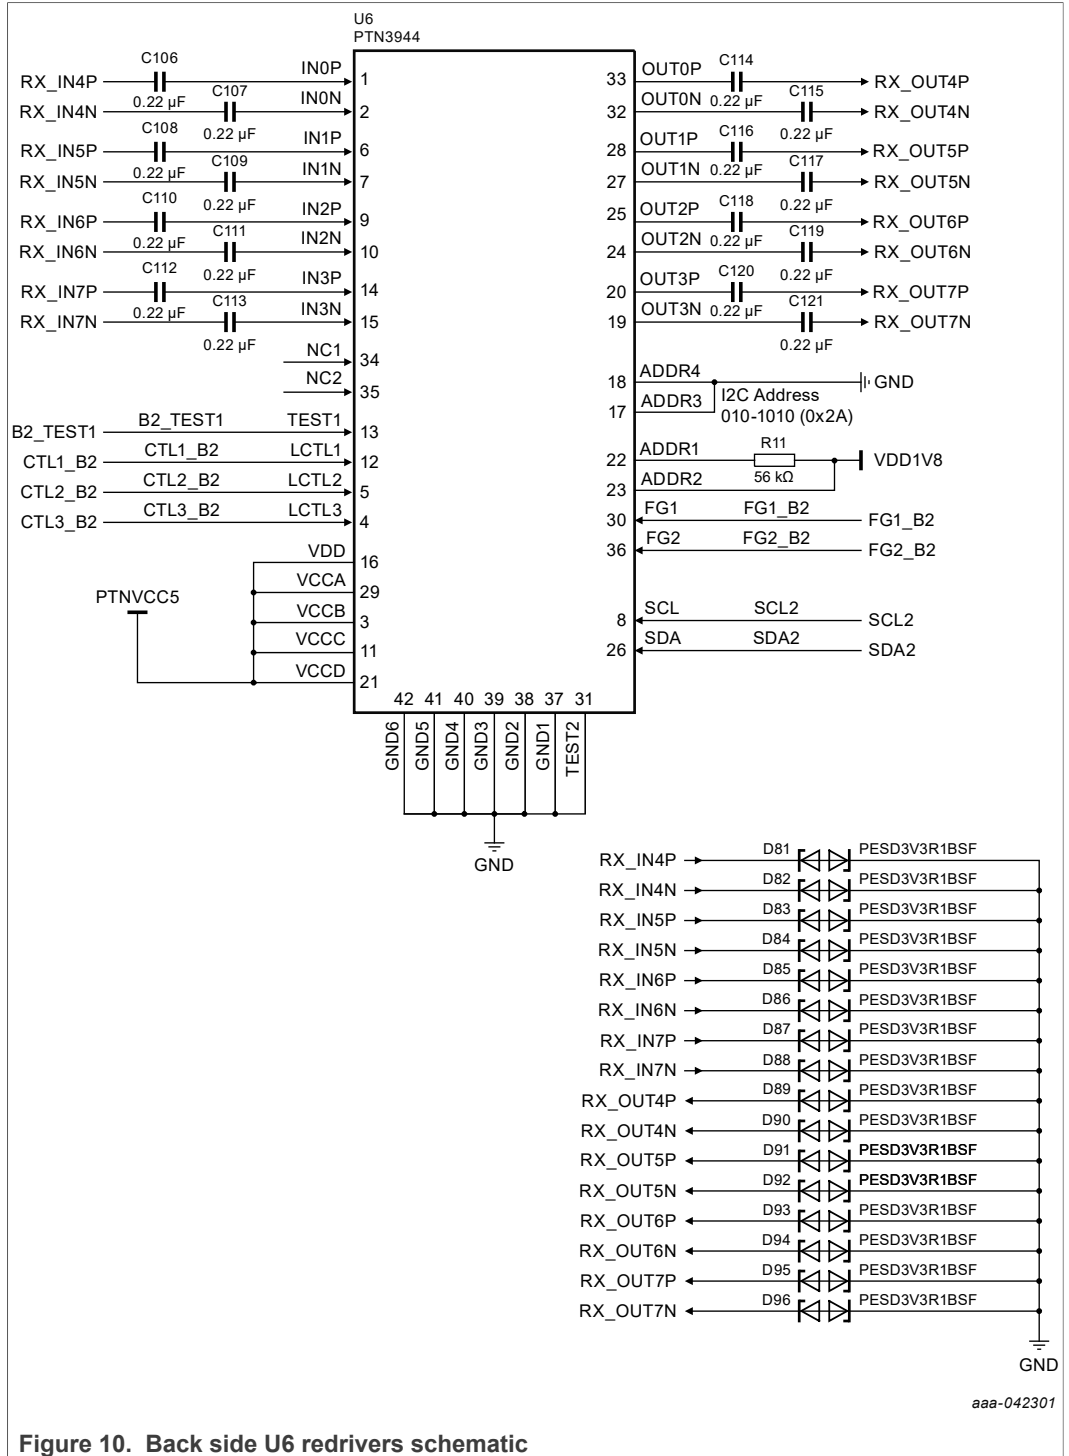 U6
PTN3944
RX_IN4P C106 0.22 µF IN0P 1
RX_IN4N C107 0.22 µF IN0N 2
RX_IN5P C108 0.22 µF IN1P 6
RX_IN5N C109 0.22 µF IN1N 7
RX_IN6P C110 0.22 µF IN2P 9
RX_IN6N C111 0.22 µF IN2N 10
RX_IN7P C112 0.22 µF IN3P 14
RX_IN7N C113 0.22 µF IN3N 15
NC1 34
NC2 35
B2_TEST1 B2_TEST1 TEST1 13
CTL1_B2 CTL1_B2 LCTL1 12
CTL2_B2 CTL2_B2 LCTL2 5
CTL3_B2 CTL3_B2 LCTL3 4
VDD 16
VCCA 29
PTNVCC5
VCCB 3
VCCC 11
VCCD 21
33 OUT0P C114 0.22 µF RX_OUT4P
32 OUT0N C115 0.22 µF RX_OUT4N
28 OUT1P C116 0.22 µF RX_OUT5P
27 OUT1N C117 0.22 µF RX_OUT5N
25 OUT2P C118 0.22 µF RX_OUT6P
24 OUT2N C119 0.22 µF RX_OUT6N
20 OUT3P C120 0.22 µF RX_OUT7P
19 OUT3N C121 0.22 µF RX_OUT7N
18 ADDR4 GND
17 ADDR3
I2C Address
010-1010 (0x2A)
22 ADDR1 R11 56 kΩ VDD1V8
23 ADDR2
30 FG1 FG1_B2 FG1_B2
36 FG2 FG2_B2 FG2_B2
8 SCL SCL2 SCL2
26 SDA SDA2 SDA2
42 41 40 39 38 37 31
GND6 GND5 GND4 GND3 GND2 GND1 TEST2
GND
RX_IN4P D81 PESD3V3R1BSF
RX_IN4N D82 PESD3V3R1BSF
RX_IN5P D83 PESD3V3R1BSF
RX_IN5N D84 PESD3V3R1BSF
RX_IN6P D85 PESD3V3R1BSF
RX_IN6N D86 PESD3V3R1BSF
RX_IN7P D87 PESD3V3R1BSF
RX_IN7N D88 PESD3V3R1BSF
RX_OUT4P D89 PESD3V3R1BSF
RX_OUT4N D90 PESD3V3R1BSF
RX_OUT5P D91 PESD3V3R1BSF
RX_OUT5N D92 PESD3V3R1BSF
RX_OUT6P D93 PESD3V3R1BSF
RX_OUT6N D94 PESD3V3R1BSF
RX_OUT7P D95 PESD3V3R1BSF
RX_OUT7N D96 PESD3V3R1BSF
GND
aaa-042301
Figure 10. Back side U6 redrivers schematic